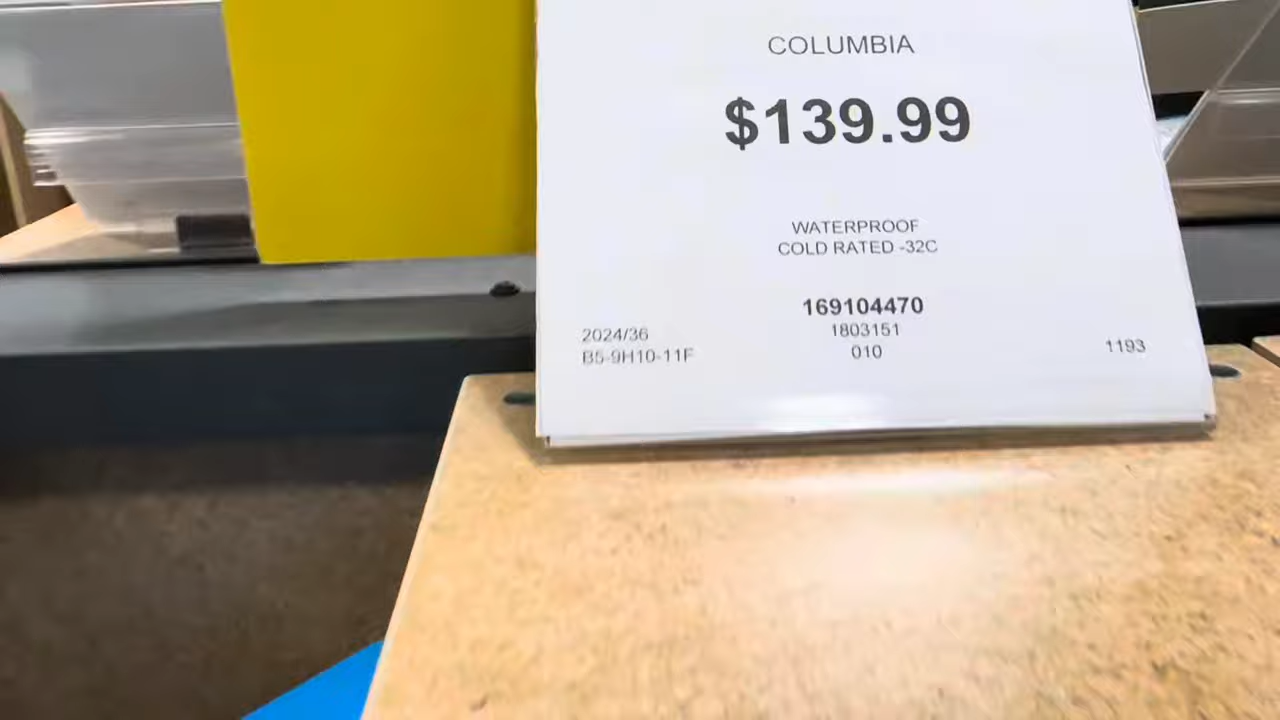 COLUMBIA
$139.99
WATERPROOF
COLD RATED -32C
169104470
2024/36
1803151
B5-9H10-11F
010
1193